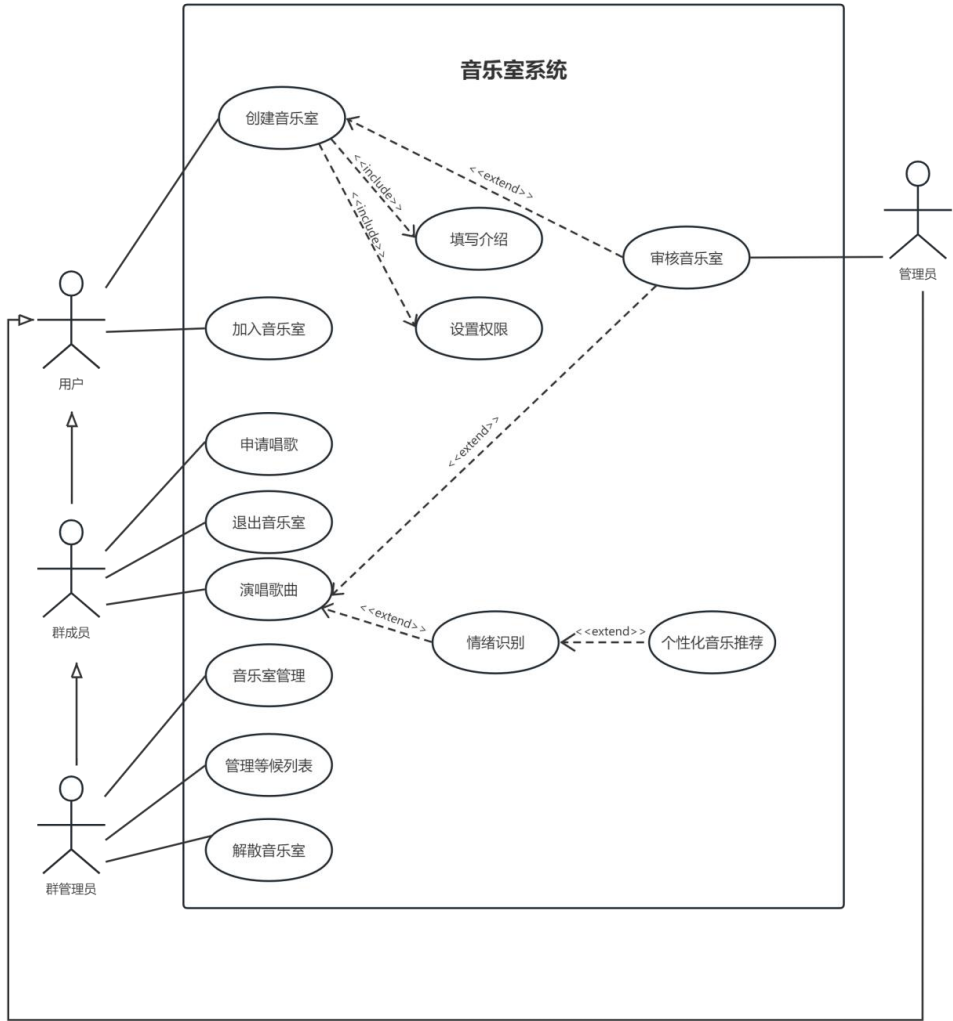 音乐室系统
创建音乐室
<<extend>>
<<include>>
<<include>>
填写介绍
审核音乐室
管理员
加入音乐室
设置权限
用户
申请唱歌
<<extend>>
退出音乐室
演唱歌曲
<<extend>>
群成员
情绪识别
<<extend>>
个性化音乐推荐
音乐室管理
管理等候列表
解散音乐室
群管理员